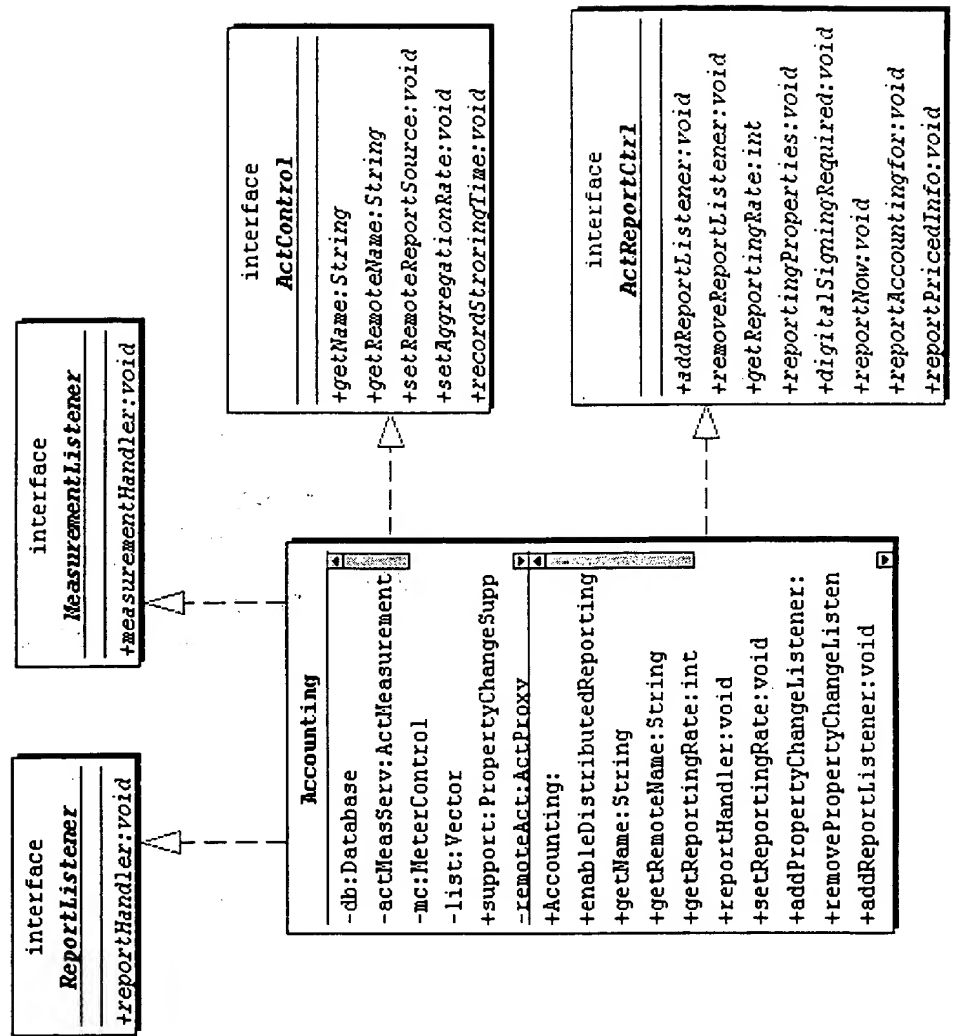 interface
ReportListener
+reportHandler:void
interface
MeasurementListener
+measurementHandler:void
Accounting
-db:Database
-actMeasServ:ActMeasurement
-mc:MeterControl
-list:Vector
+support:PropertyChangeSupp
-remoteAct:ActProxy
+Accounting:
+enableDistributedReporting
+getName:String
+getRemoteName:String
+getReportingRate:int
+reportHandler:void
+setReportingRate:void
+addPropertyChangeListener:
+removePropertyChangeListen
+addReportListener:void
interface
ActControl
+getName:String
+getRemoteName:String
+setRemoteReportSource:void
+setAggregationRate:void
+recordStroringTime:void
interface
ActReportCtrl
+addReportListener:void
+removeReportListener:void
+getReportingRate:int
+reportingProperties:void
+digitalSigningRequired:void
+reportNow:void
+reportAccountingfor:void
+reportPricedInfo:void